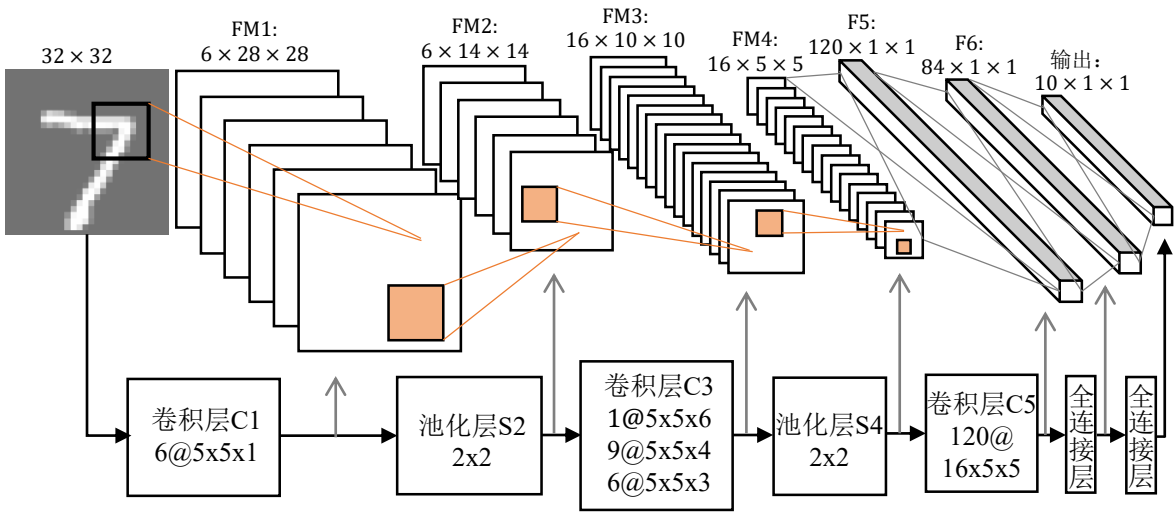 32 × 32
FM1:
6 × 28 × 28
FM2:
6 × 14 × 14
FM3:
16 × 10 × 10
FM4:
16 × 5 × 5
F5:
120 × 1 × 1
F6:
84 × 1 × 1
输出:
10 × 1 × 1
卷积层C1
6@5x5x1
池化层S2
2x2
卷积层C3
1@5x5x6
9@5x5x4
6@5x5x3
池化层S4
2x2
卷积层C5
120@
16x5x5
全连接层
全连接层